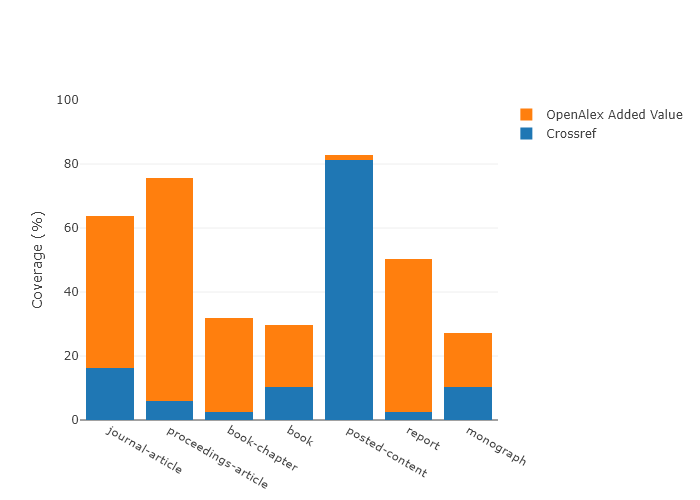 100
80
60
40
20
0
Coverage (%)
journal-article
proceedings-article
book-chapter
book
posted-content
report
monograph
OpenAlex Added Value
Crossref